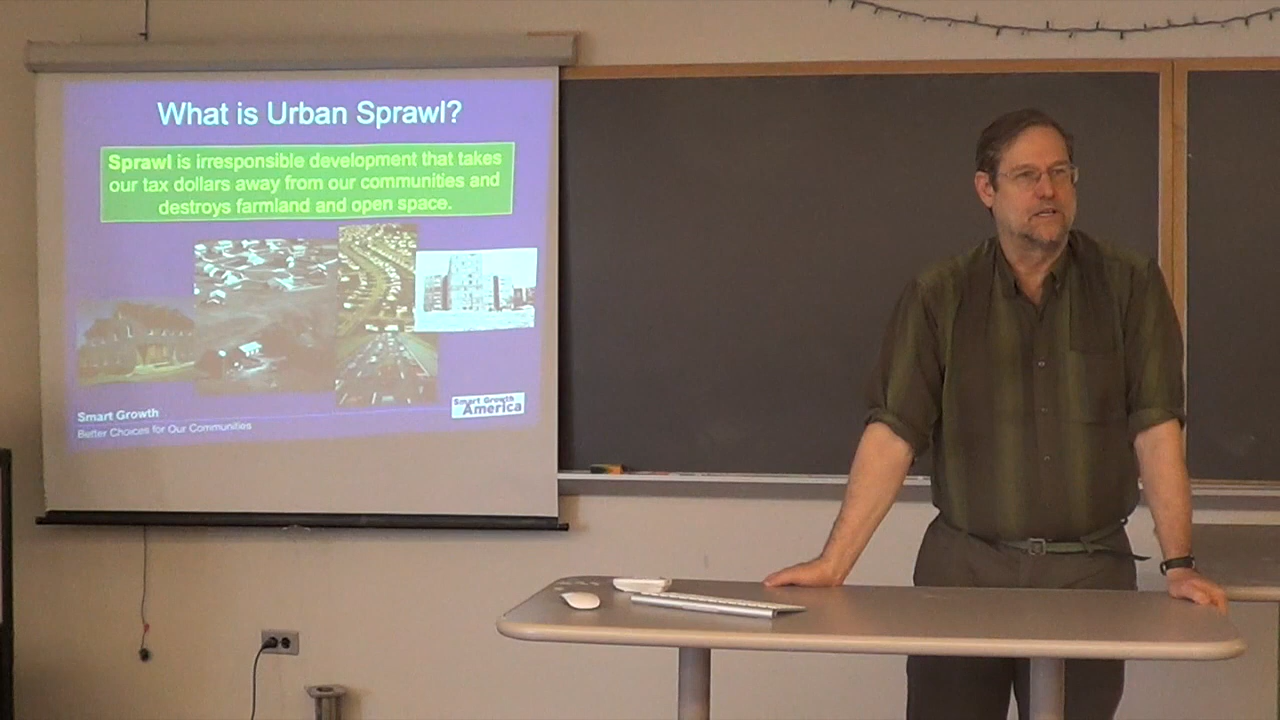 What is Urban Sprawl?
Sprawl is irresponsible development that takes
our tax dollars away from our communities and
destroys farmland and open space.
Smart Growth
Better Choices for Our Communities
Smart Growth
America